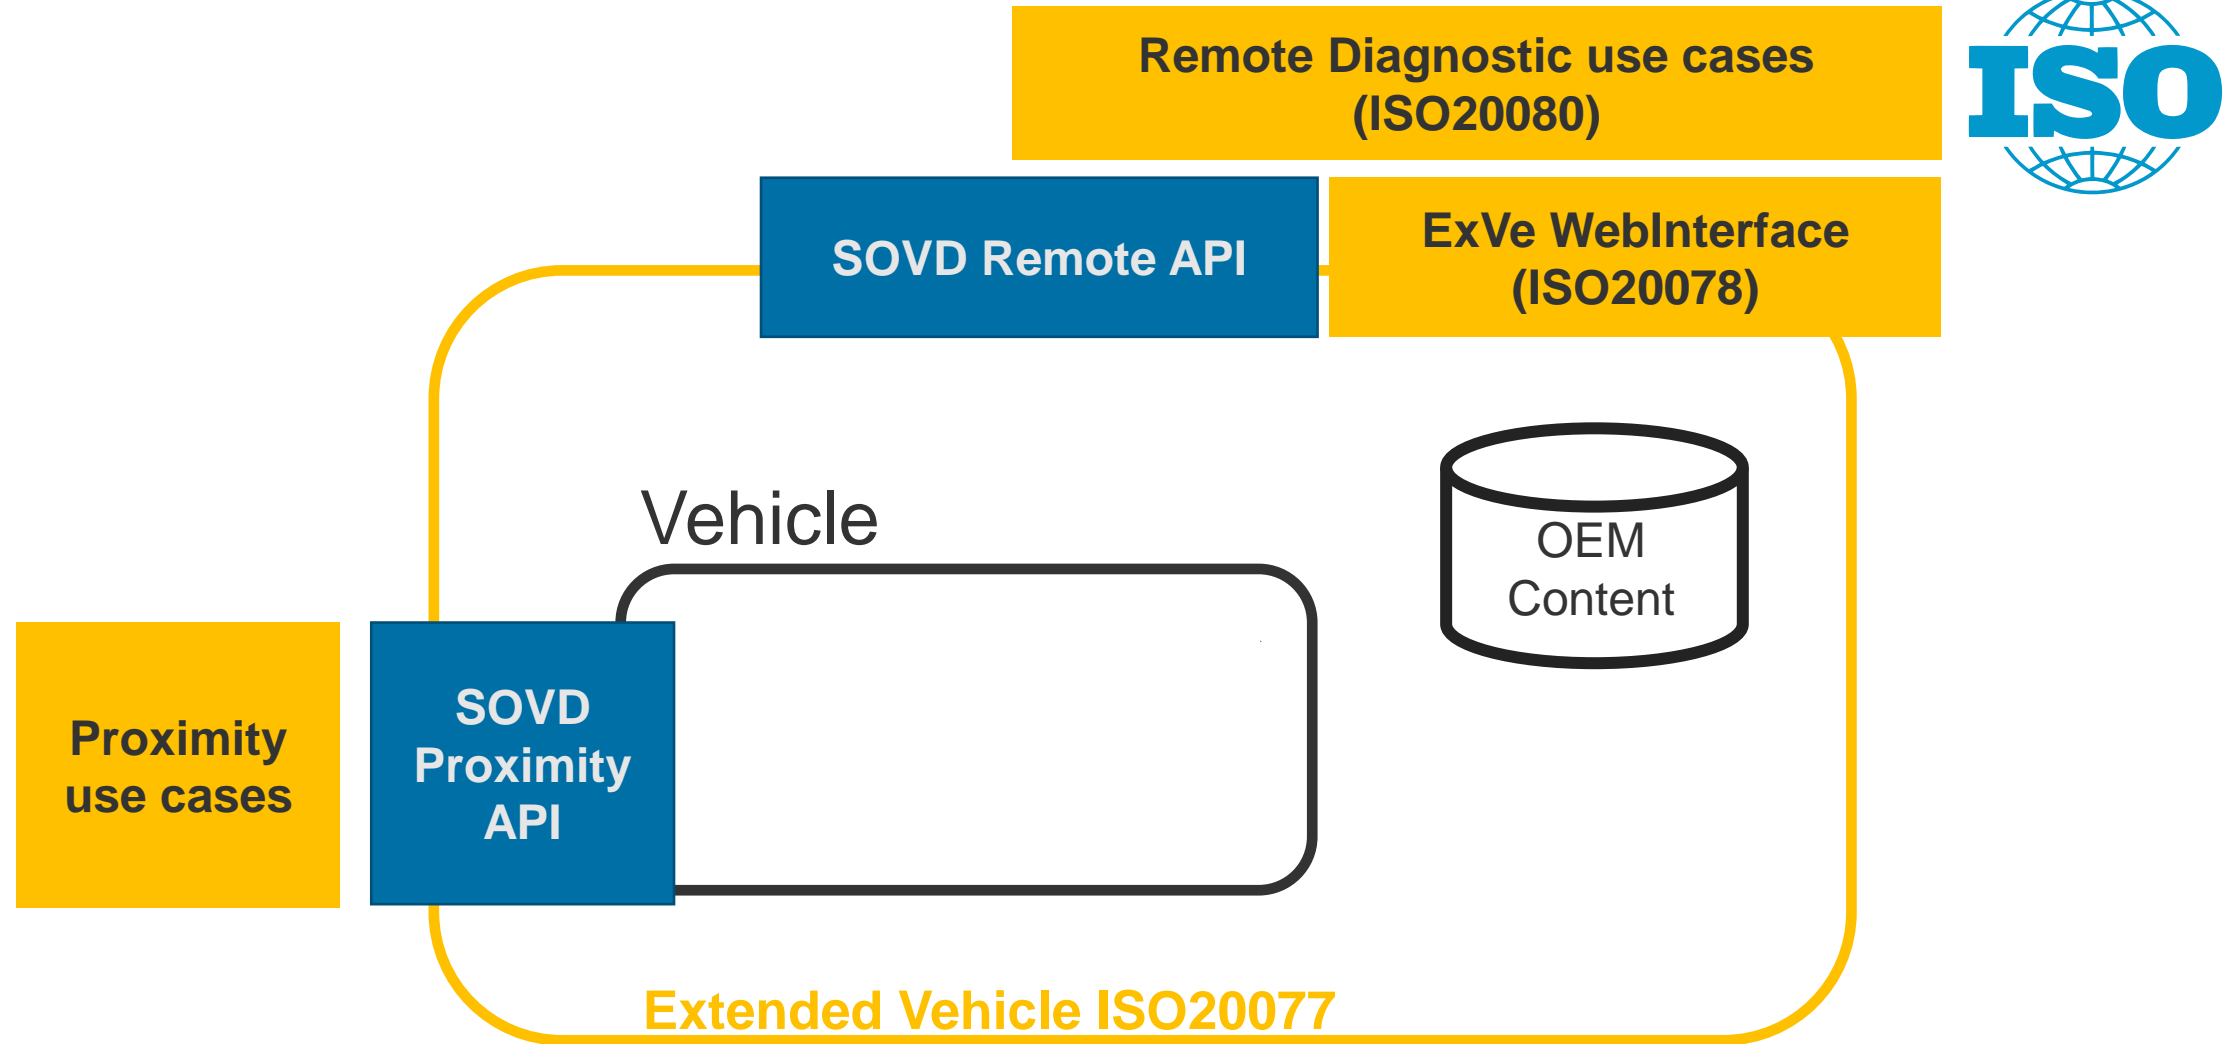 Remote Diagnostic use cases
(ISO20080)
ISO
SOVD Remote API
ExVe WebInterface
(ISO20078)
Vehicle
OEM
Content
Proximity
use cases
SOVD
Proximity
API
Extended Vehicle ISO20077